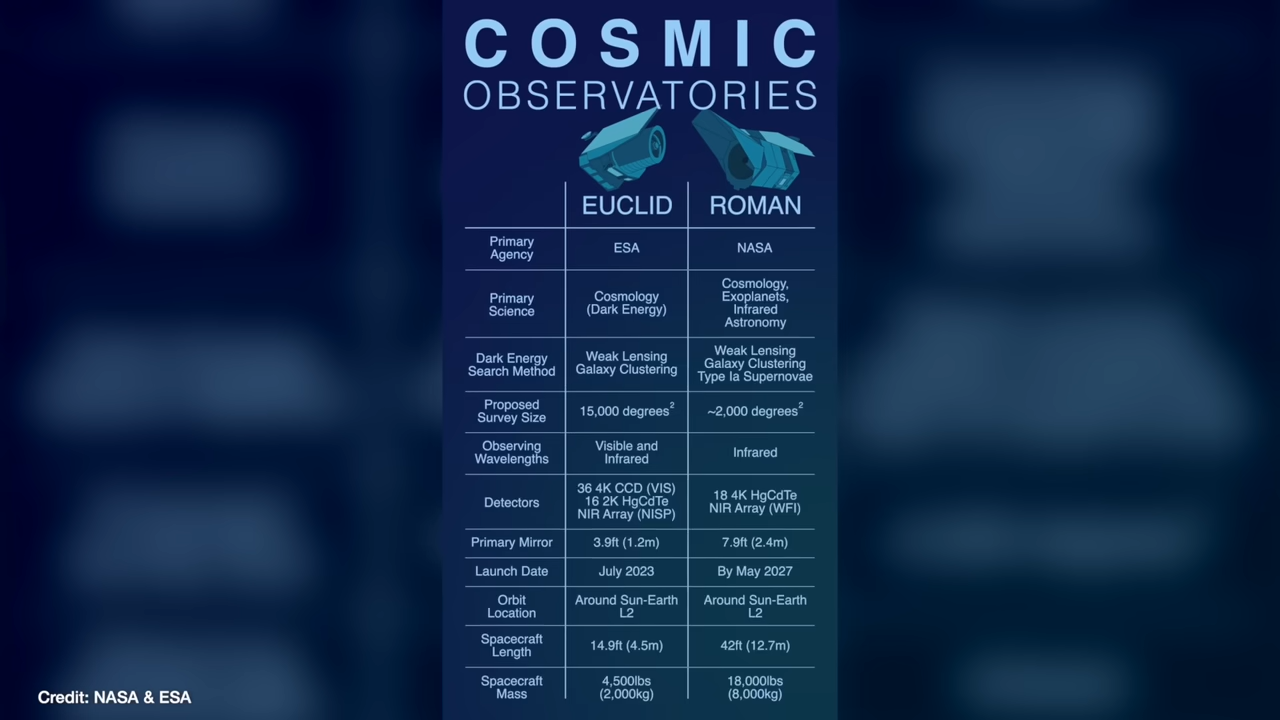 COSMIC
OBSERVATORIES
EUCLID ROMAN
Primary
Agency
ESA
NASA
Primary
Science
Cosmology
(Dark Energy)
Cosmology,
Exoplanets,
Infrared
Astronomy
Dark Energy
Search Method
Weak Lensing
Galaxy Clustering
Weak Lensing
Galaxy Clustering
Type Ia Supernovae
Proposed
Survey Size
15,000 degrees²
~2,000 degrees²
Observing
Wavelengths
Visible and
Infrared
Infrared
Detectors
36 4K CCD (VIS)
16 2K HgCdTe
NIR Array (NISP)
18 4K HgCdTe
NIR Array (WFI)
Primary Mirror
3.9ft (1.2m)
7.9ft (2.4m)
Launch Date
July 2023
By May 2027
Orbit
Location
Around Sun-Earth
L2
Around Sun-Earth
L2
Spacecraft
Length
14.9ft (4.5m)
42ft (12.7m)
Spacecraft
Mass
4,500lbs
(2,000kg)
18,000lbs
(8,000kg)
Credit: NASA & ESA